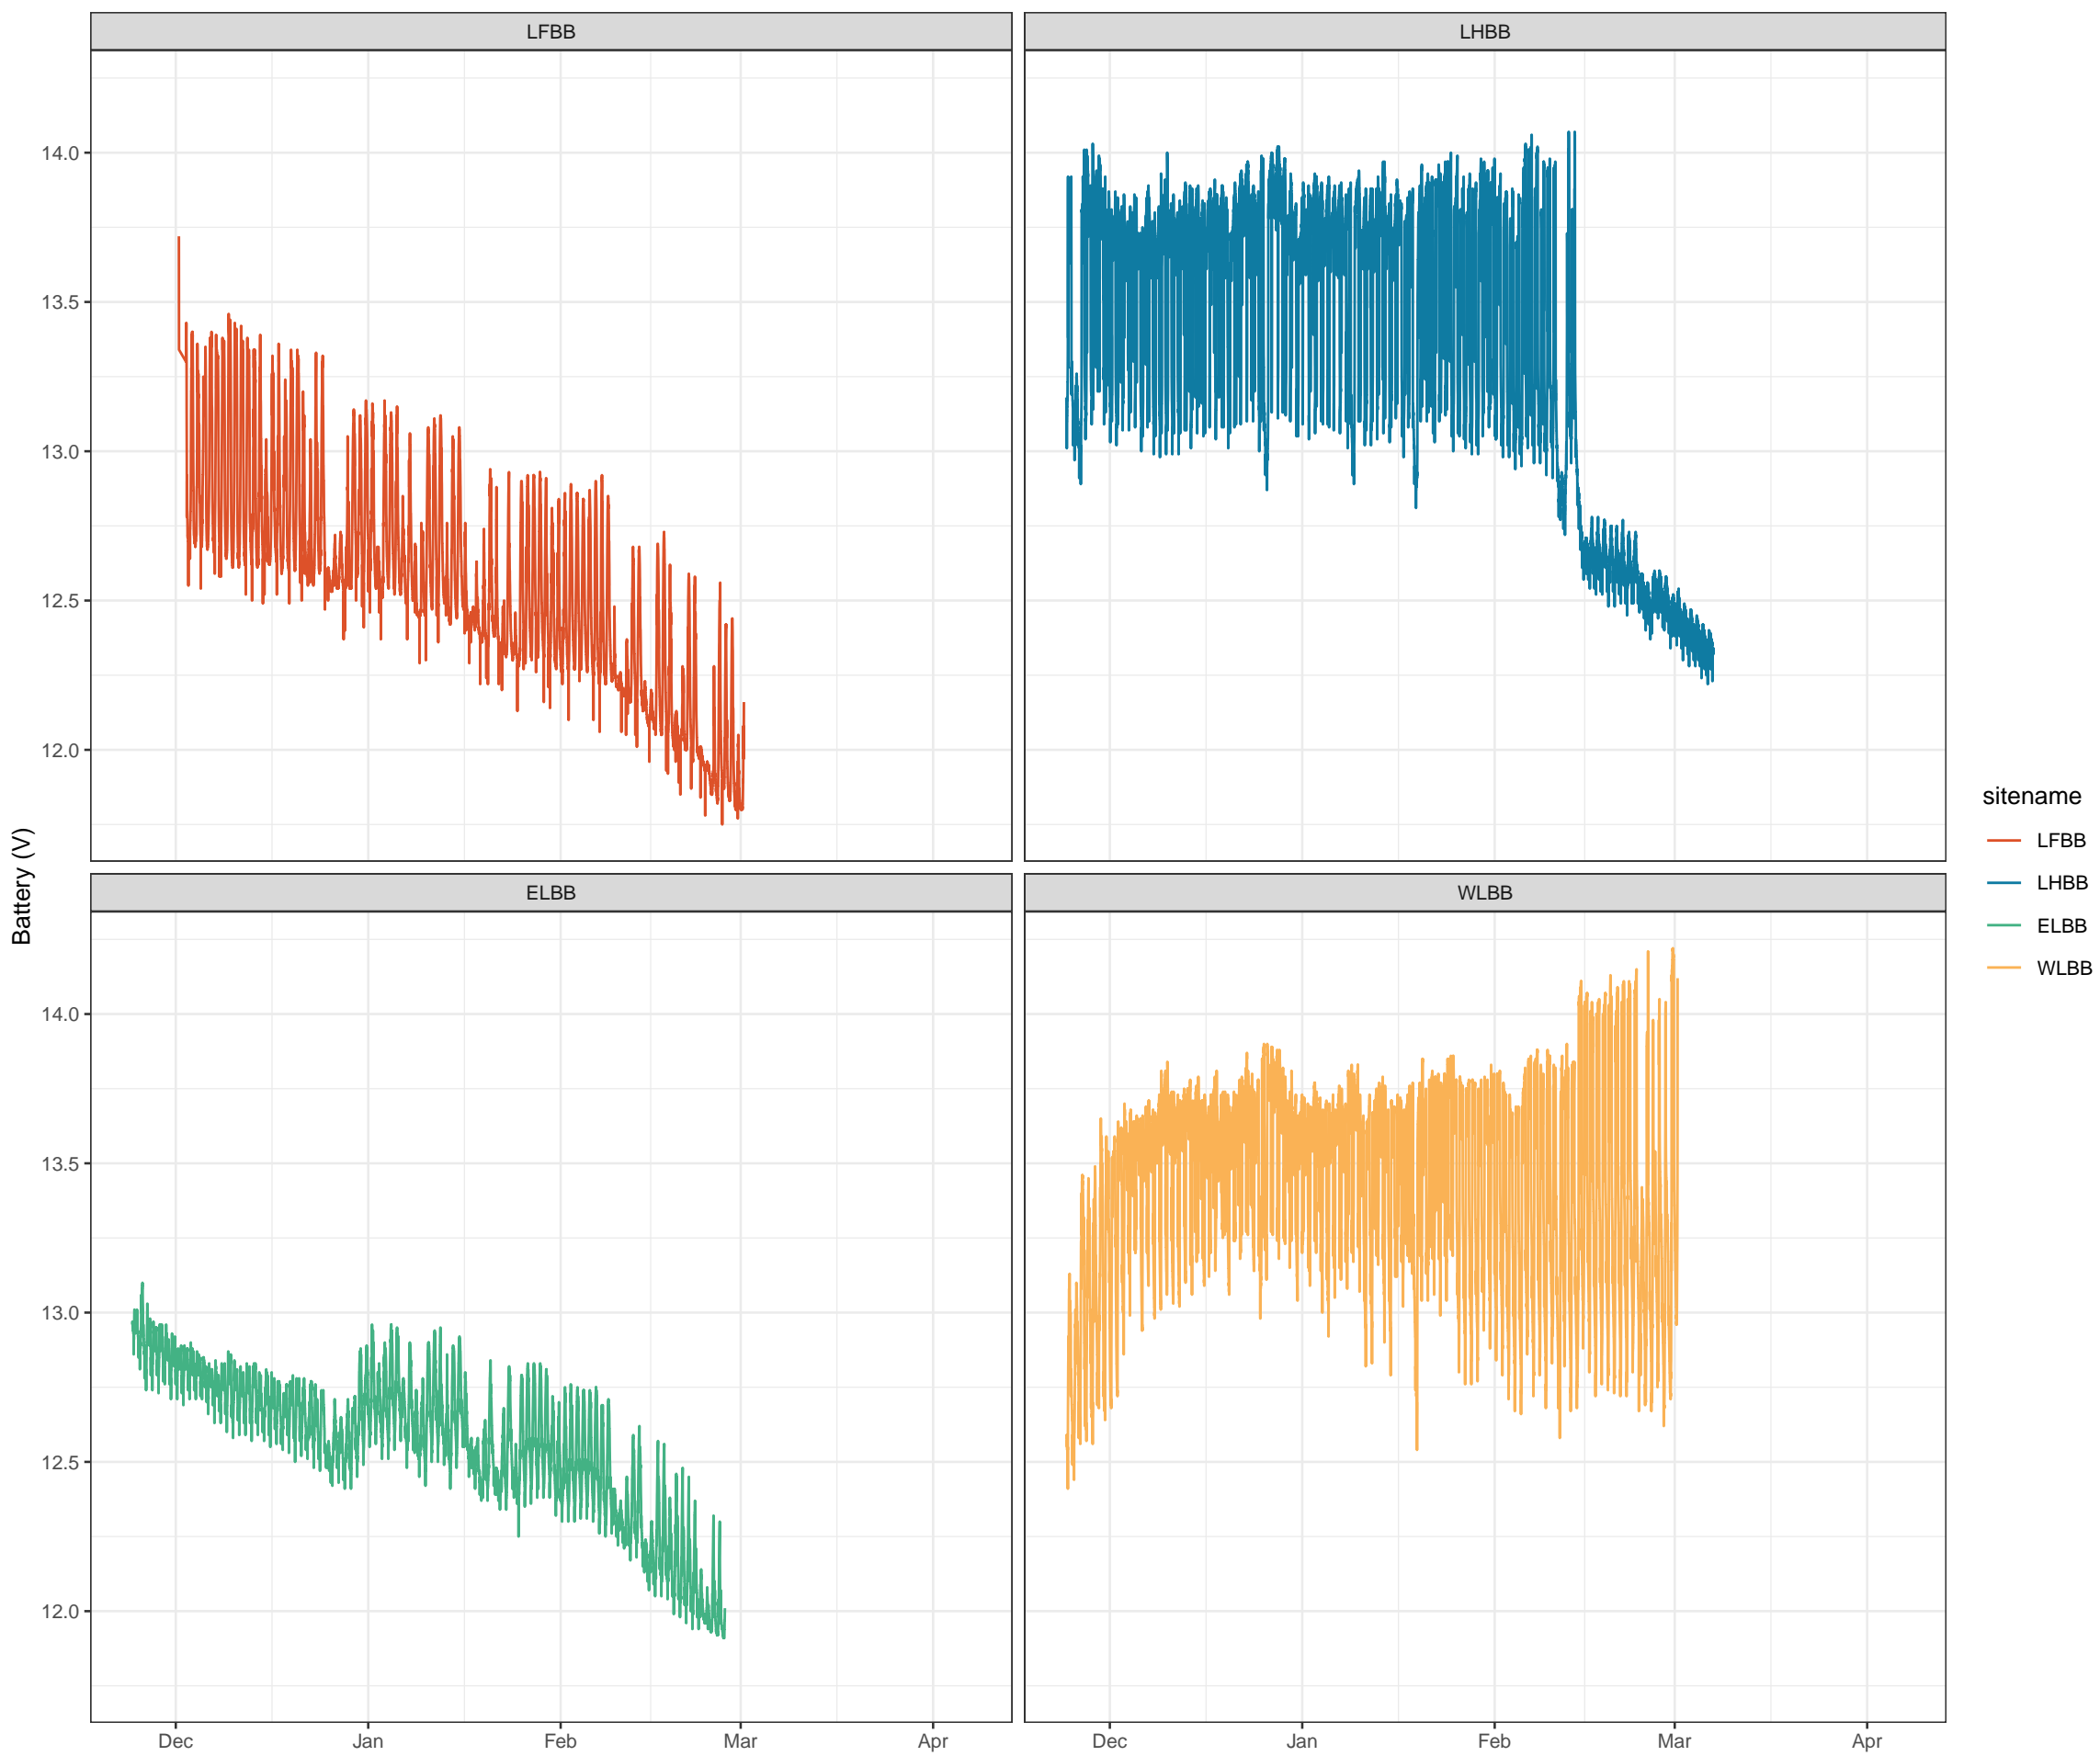 LFBB
LHBB
14.0
13.5
13.0
12.5
12.0
Battery (V)
ELBB
WLBB
14.0
13.5
13.0
12.5
12.0
Dec
Jan
Feb
Mar
Apr
Dec
Jan
Feb
Mar
Apr
sitename
LFBB
LHBB
ELBB
WLBB